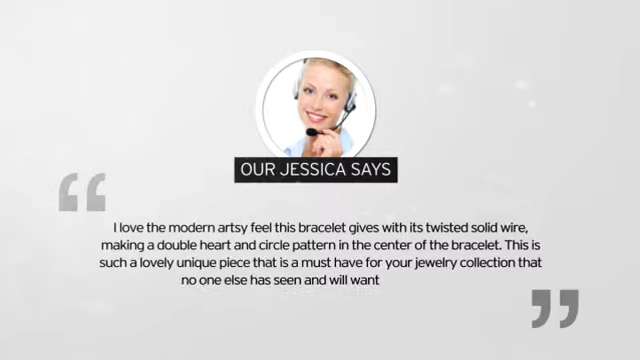 OUR JESSICA SAYS
I love the modern artsy feel this bracelet gives with its twisted solid wire,
making a double heart and circle pattern in the center of the bracelet. This is
such a lovely unique piece that is a must have for your jewelry collection that
no one else has seen and will want